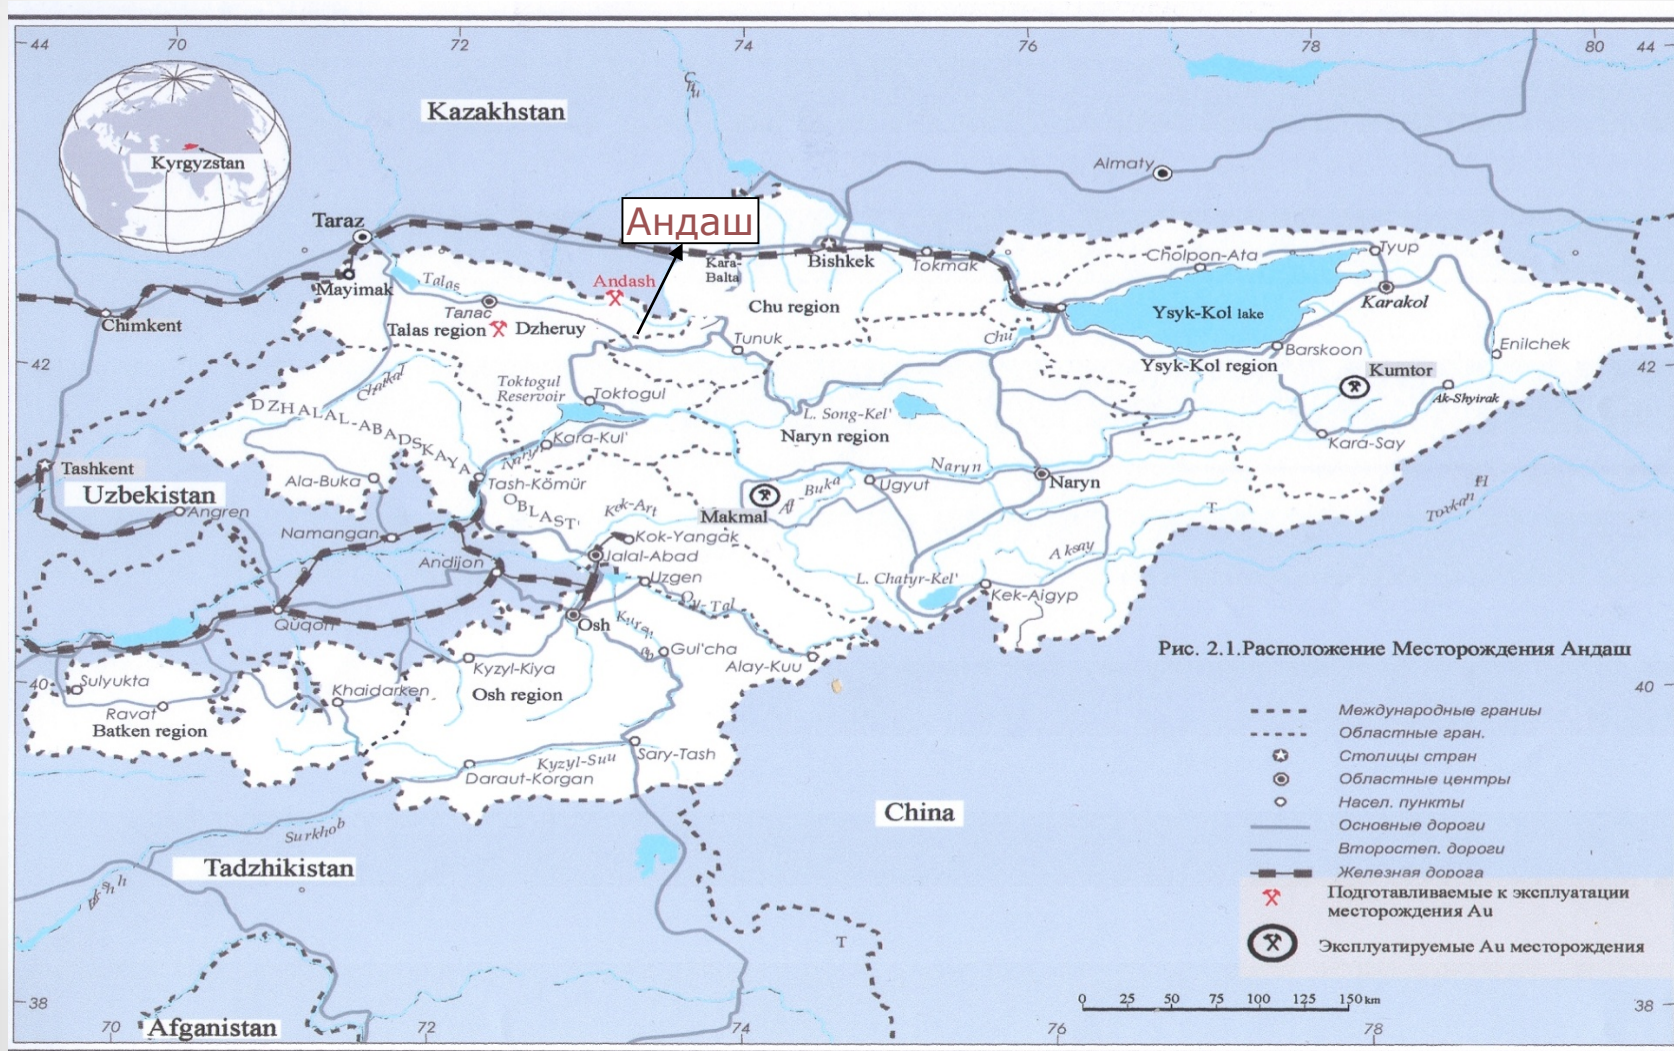 44
70
72
74
76
78
80
44
Kazakhstan
Chu
Kyrgyzstan
Almaty
Андаш
Taraz
Bishkek
Kara-
Balta
Tokmak
Cholpon-Ata
Tyup
Mayimak
Talas
Andash
Chu region
Karakol
Ysyk-Kol lake
Chimkent
Талас
Talas region
Dzheruy
Chu
Tunuk
Barskoon
Enilchek
42
Ysyk-Kol region
42
Kumtor
Chatkal
Toktogul
Reservoir
Toktogul
Ak-Shyirak
DZHALAL-ABADSKAYA
OBLAST'
L. Song-Kel'
Naryn region
Kara-Kul'
Naryn
Kara-Say
Tashkent
Uzbekistan
Ala-Buka
Tash-Kömür
Naryn
Ugyut
Naryn
Angren
Makmal
Kek-Art
Namangan
Kok-Yangak
Jalal-Abad
Aksay
T
Andijon
Uzgen
L. Chatyr-Kel'
Kek-Aigyp
Quqon
Osh
Gul'cha
Alay-Kuu
Рис. 2.1.Расположение Месторождения Андаш
40
Sulyukta
Kyzyl-Kiya
Khaidarken
Osh region
40
Ravat
Batken region
Sary-Tash
Kyzyl-Suu
Daraut-Korgan
Международные граниы
Областные гран.
Столицы стран
Областные центры
Насел. пункты
Основные дороги
Второстеп. дороги
Железная дорога
Подготавливаемые к эксплуатации
месторождения Au
Эксплуатируемые Au месторождения
China
Surkhob
Tadzhikistan
T
38
0 25 50 75 100 125 150 km
38
Afganistan
70
72
74
76
78